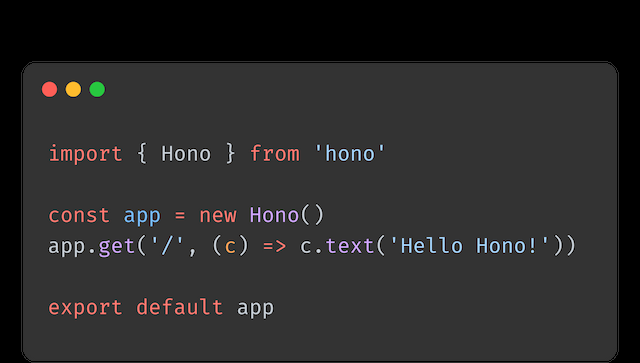 import { Hono } from 'hono'
const app = new Hono()
app.get('/', (c) => c.text('Hello Hono!'))
export default app